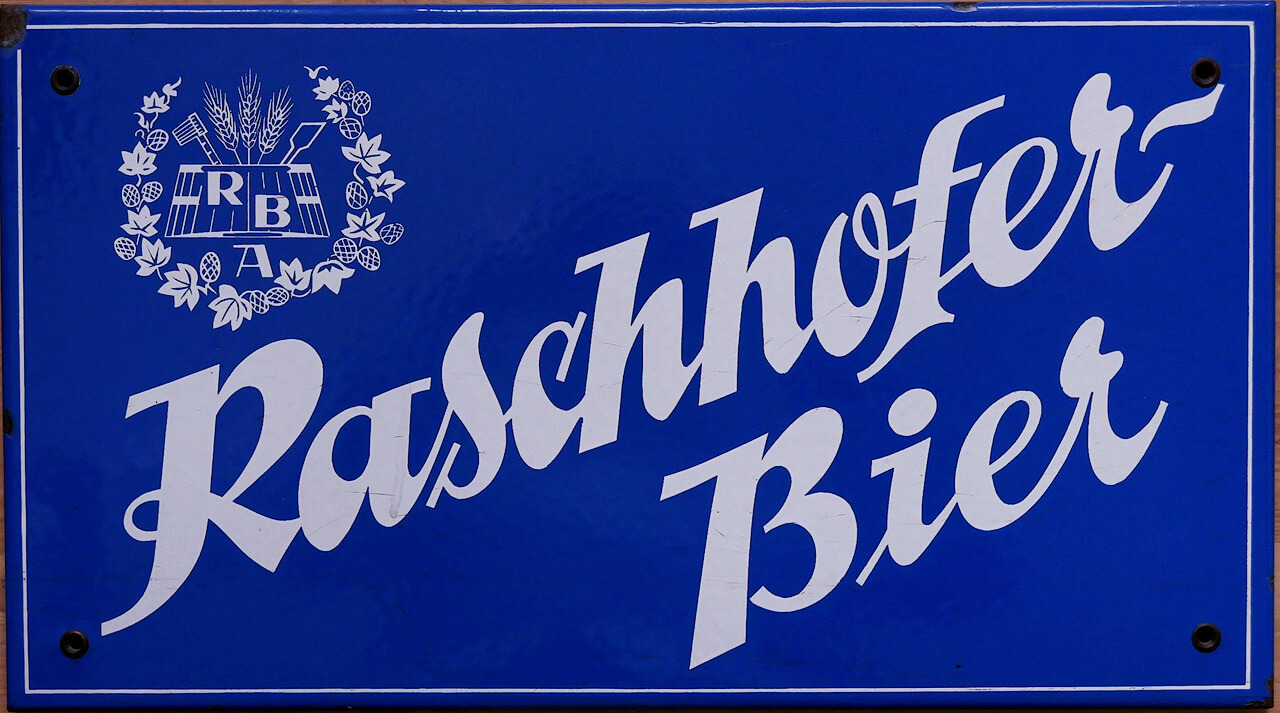 R B
A
Raschhofer-
Bier